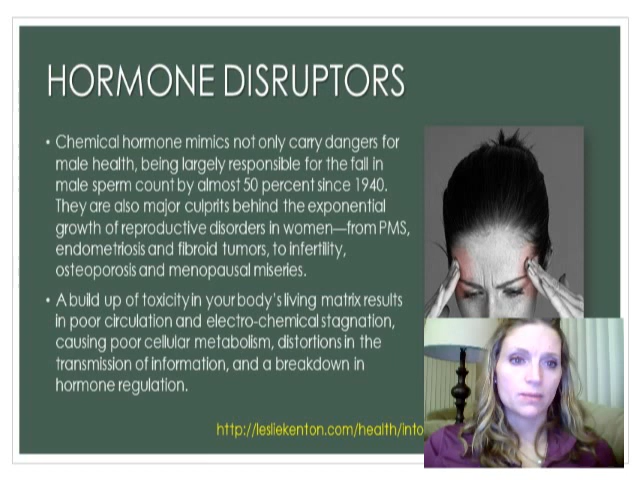 HORMONE DISRUPTORS
• Chemical hormone mimics not only carry dangers for
male health, being largely responsible for the fall in
male sperm count by almost 50 percent since 1940.
They are also major culprits behind the exponential
growth of reproductive disorders in women—from PMS,
endometriosis and fibroid tumors, to infertility,
osteoporosis and menopausal miseries.
• A build up of toxicity in your body's living matrix results
in poor circulation and electro-chemical stagnation,
causing poor cellular metabolism, distortions in the
transmission of information, and a breakdown in
hormone regulation.
http://lesliekenton.com/health/into